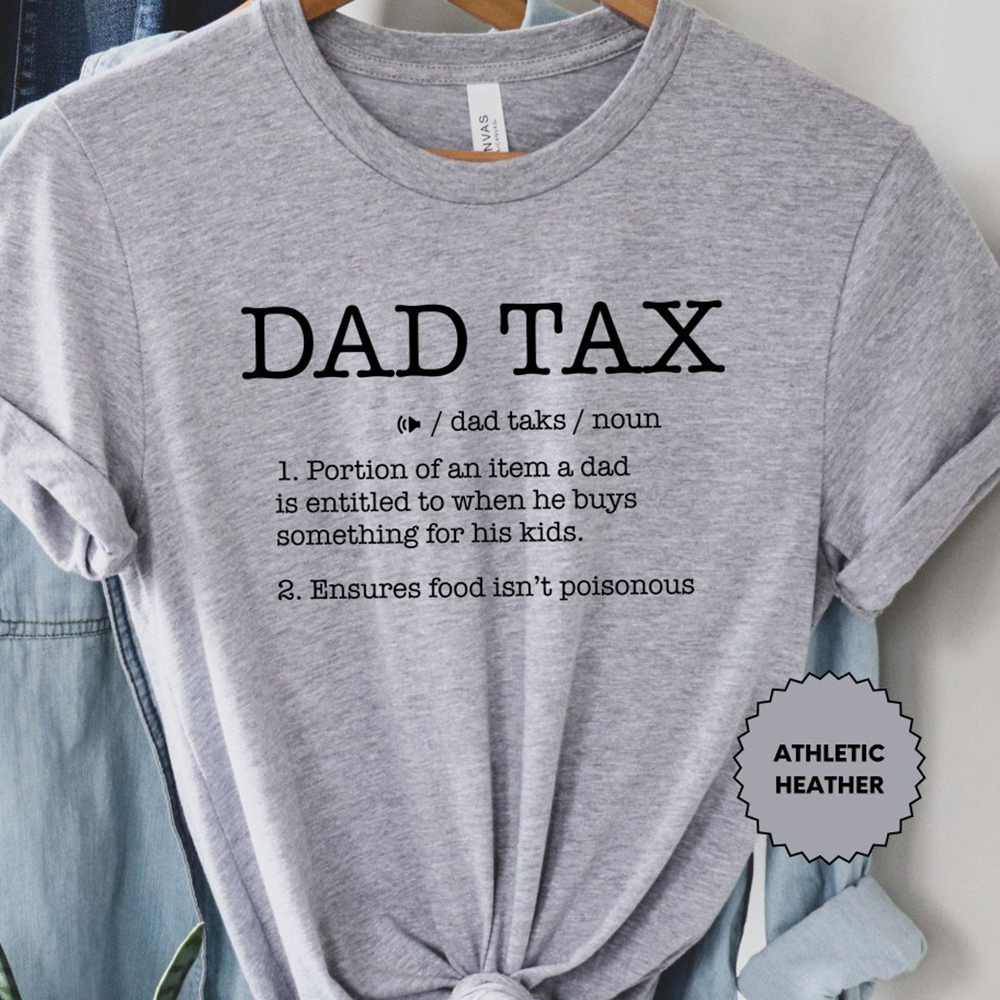 NVAS
DAD TAX
/ dad taks / noun
1. Portion of an item a dad
is entitled to when he buys
something for his kids.
2. Ensures food isn't poisonous
ATHLETIC
HEATHER